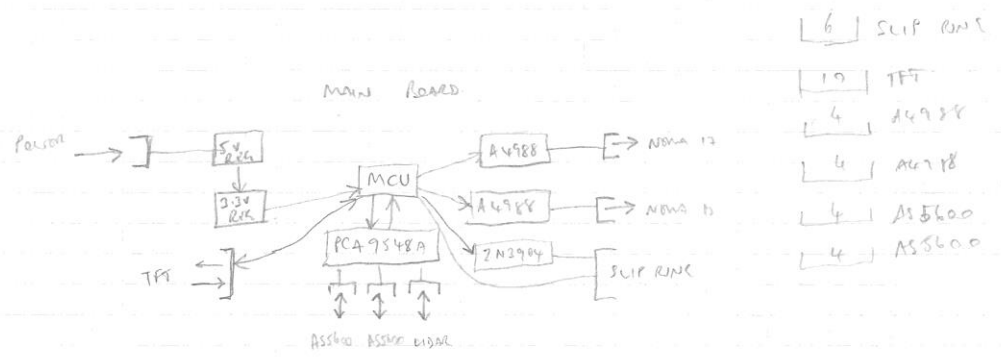 MAIN BOARD
POWER
5V REG
3.3V REG
MCU
A4988
NEMA 17
A4988
NEMA 17
PCA9548A
2N3904
SLIP RING
TFT
AS5600 AS5600 LIDAR
6 SLIP RING
10 TFT
4 A4988
4 A4988
4 AS5600
4 AS5600